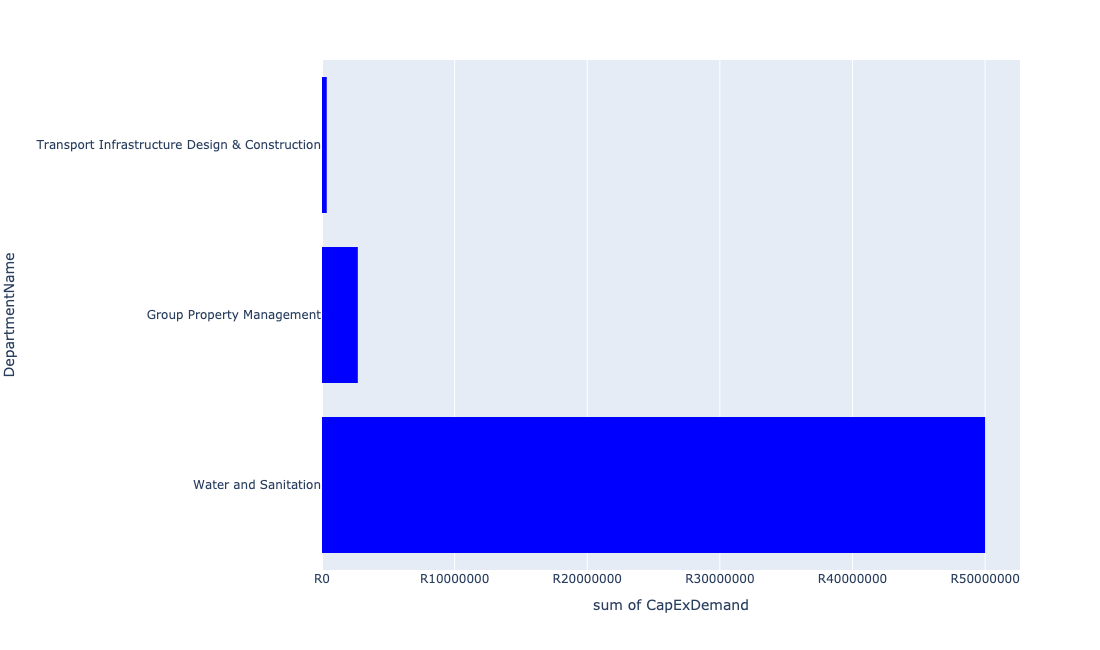 Transport Infrastructure Design & Construction
Group Property Management
Water and Sanitation
DepartmentName
R0
R10000000
R20000000
R30000000
R40000000
R50000000
sum of CapExDemand